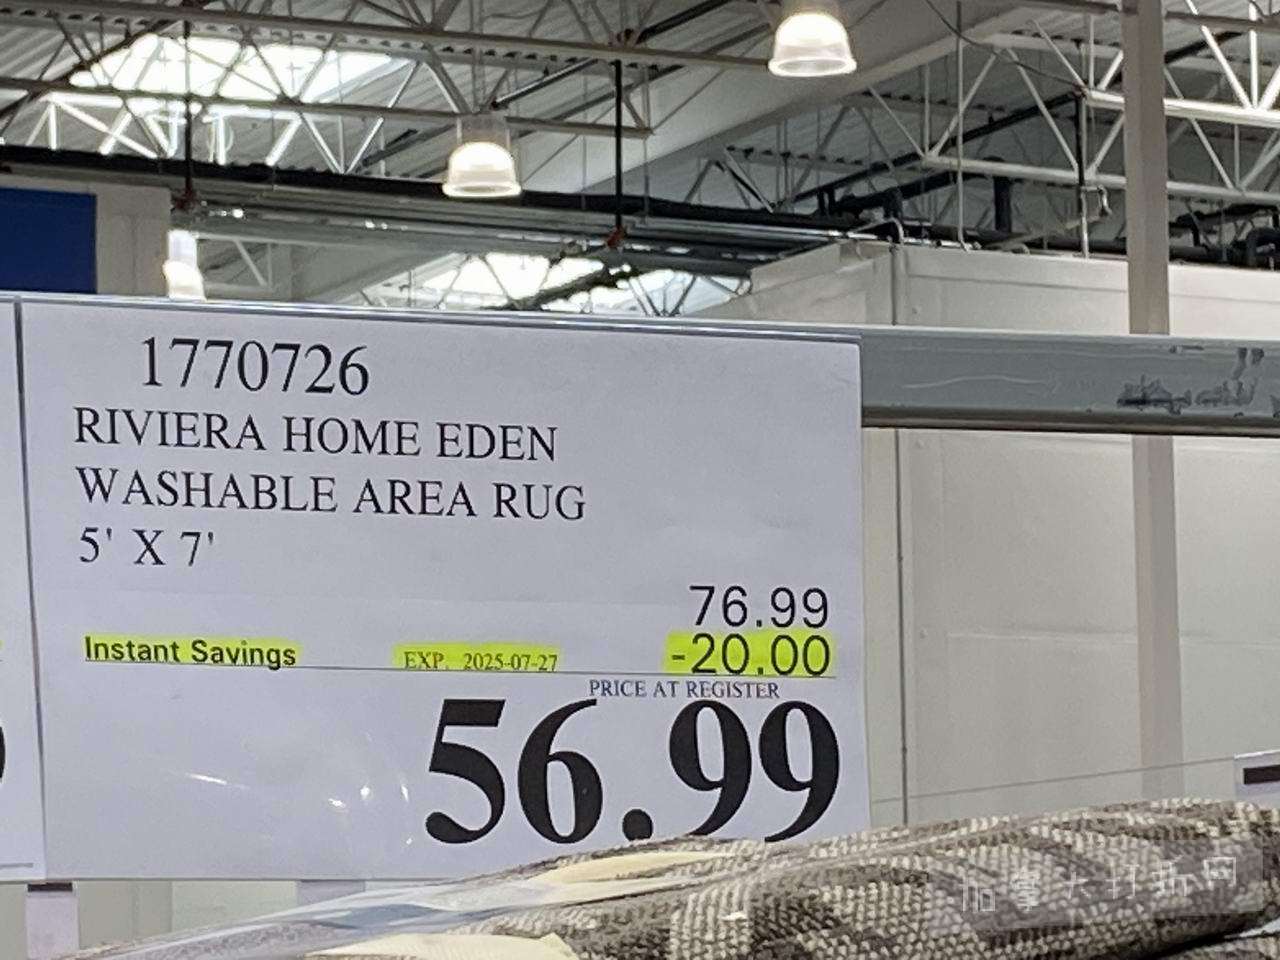 1770726
RIVIERA HOME EDEN
WASHABLE AREA RUG
5' X 7'
76.99
Instant Savings EXP. 2025-07-27 -20.00
PRICE AT REGISTER
56.99
加拿大打折网